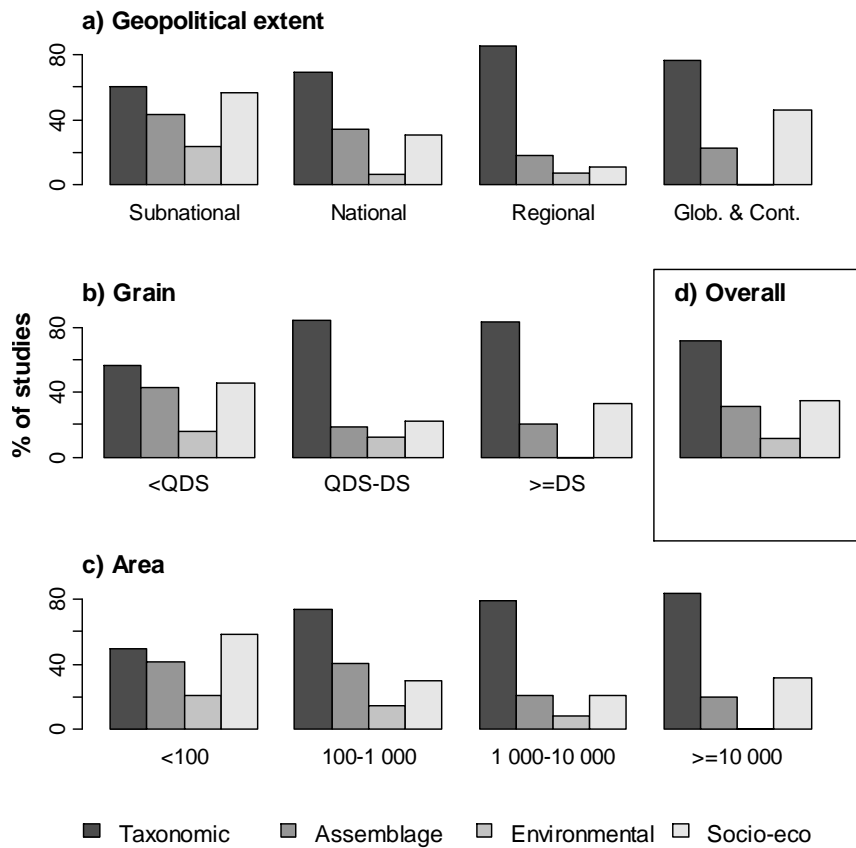 a) Geopolitical extent
80
40
0
Subnational National Regional Glob. & Cont.
b) Grain
d) Overall
% of studies
80
40
0
<QDS QDS-DS >=DS
c) Area
80
40
0
<100 100-1 000 1 000-10 000 >=10 000
Taxonomic Assemblage Environmental Socio-eco